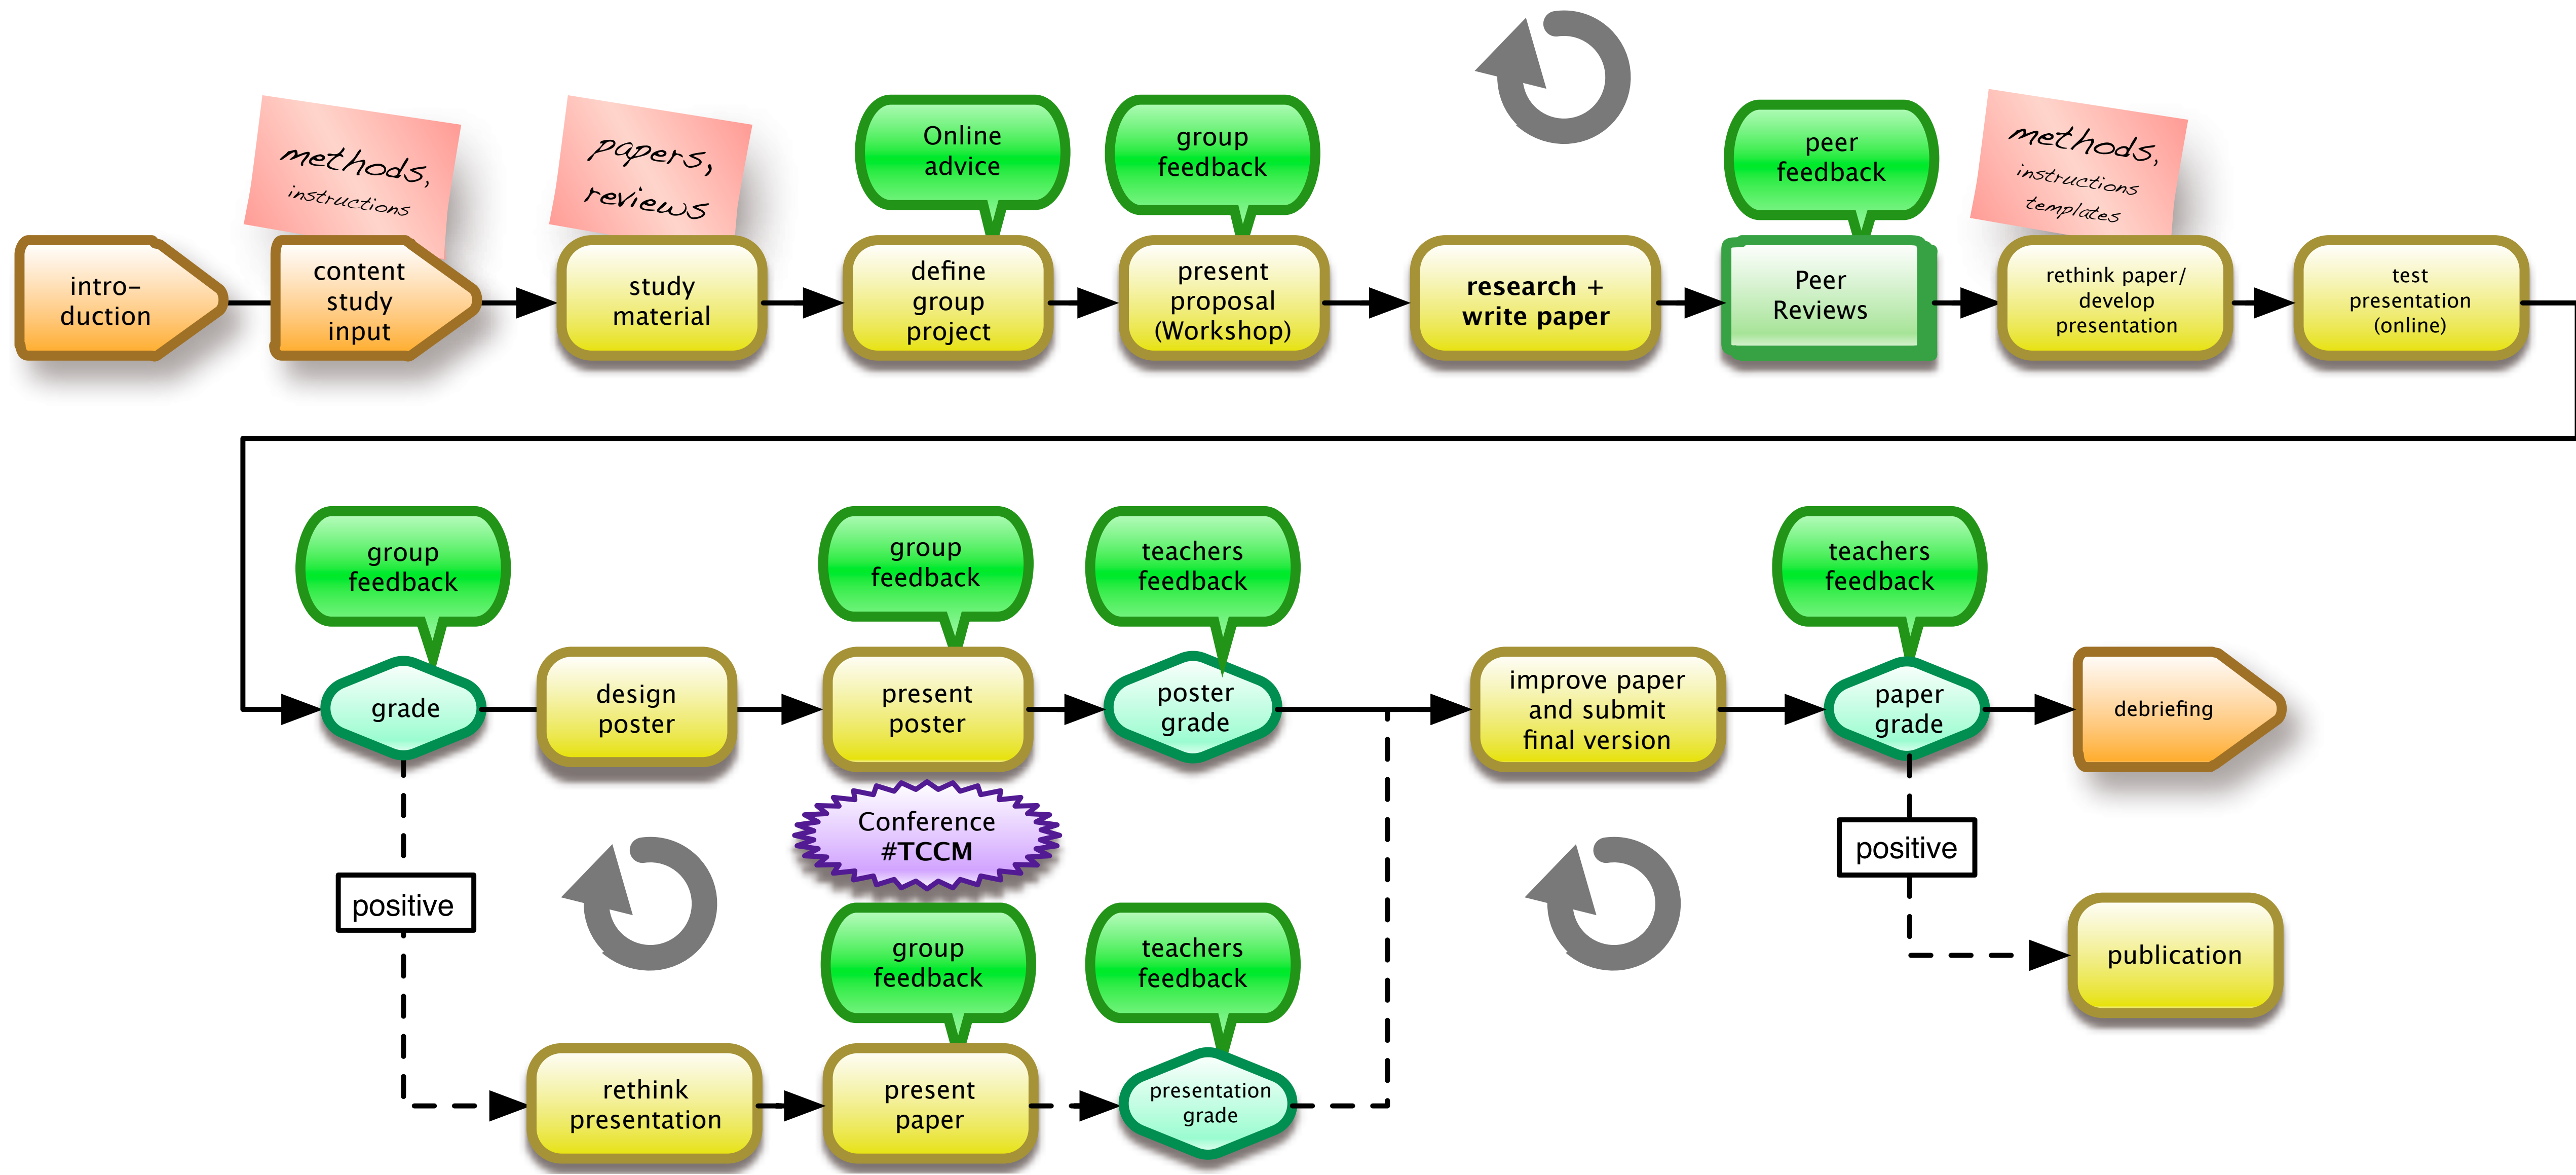 methods,
instructions
papers,
reviews
Online
advice
group
feedback
peer
feedback
methods,
instructions
templates
intro-
duction
content
study
input
study
material
define
group
project
present
proposal
(Workshop)
research +
write paper
Peer
Reviews
rethink paper/
develop
presentation
test
presentation
(online)
group
feedback
group
feedback
teachers
feedback
teachers
feedback
grade
design
poster
present
poster
poster
grade
improve paper
and submit
final version
paper
grade
debriefing
Conference
#TCCM
positive
positive
group
feedback
teachers
feedback
publication
rethink
presentation
present
paper
presentation
grade